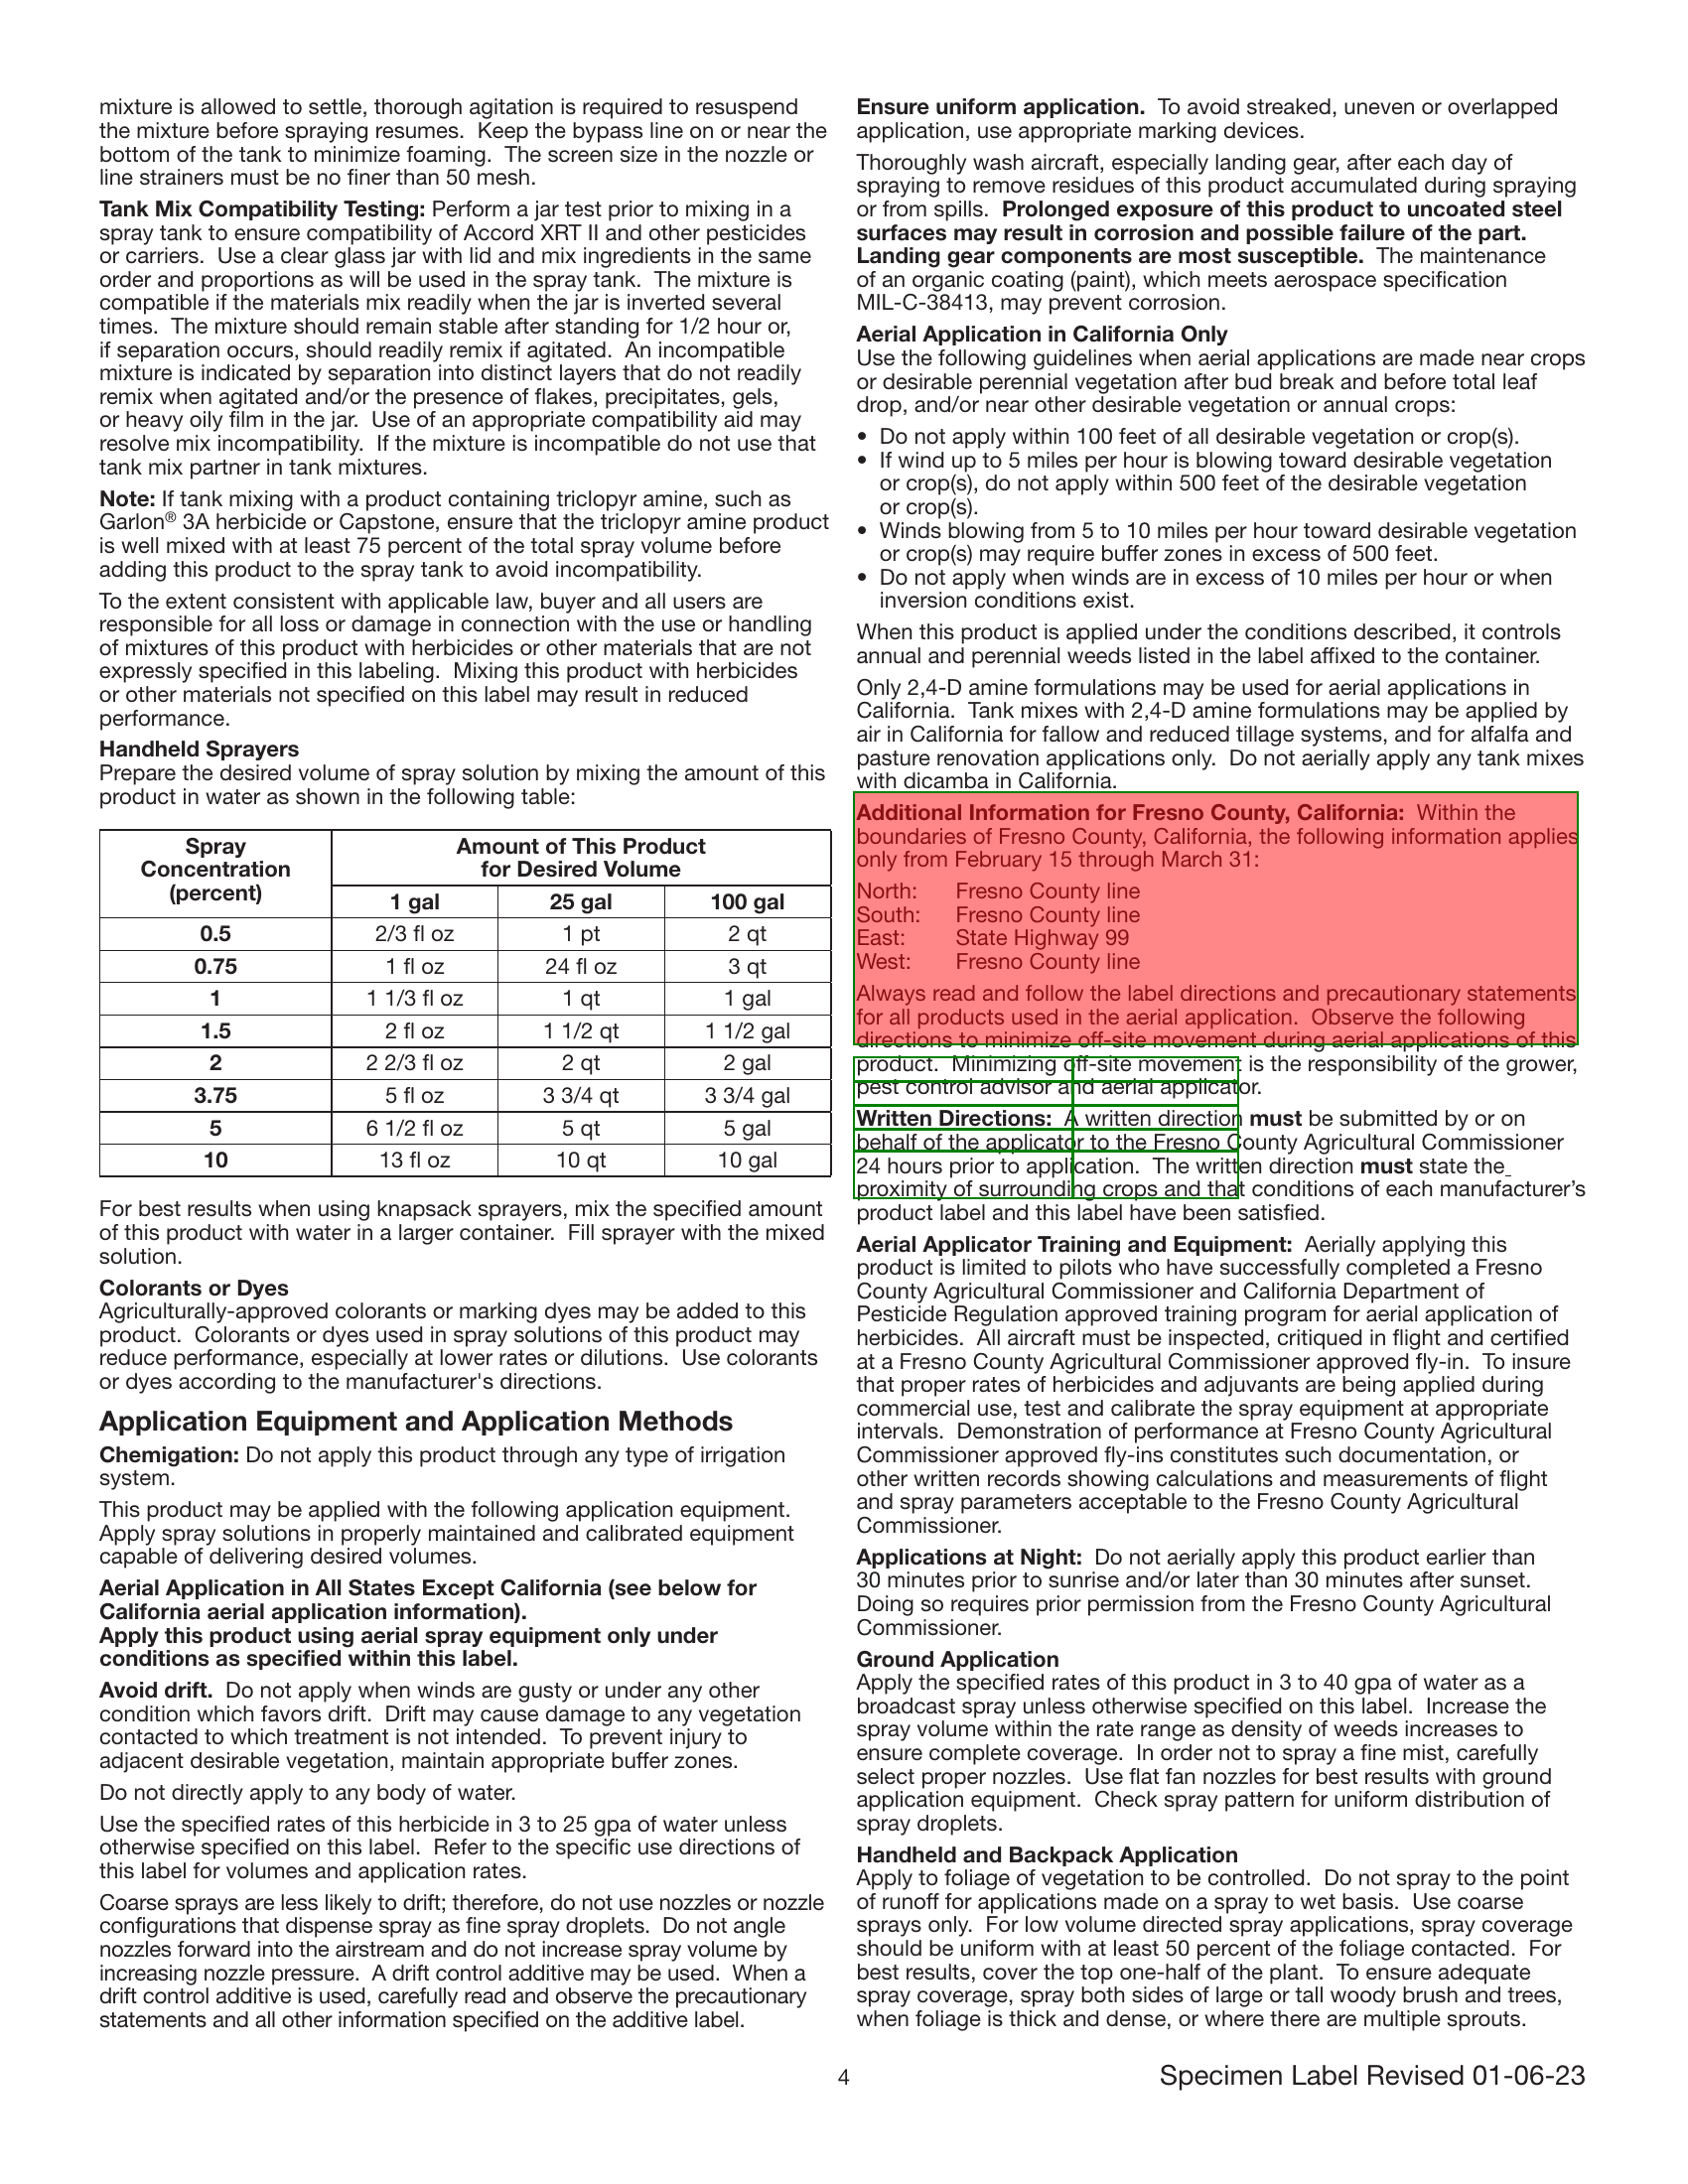 mixture is allowed to settle, thorough agitation is required to resuspend
the mixture before spraying resumes.  Keep the bypass line on or near the
bottom of the tank to minimize foaming.  The screen size in the nozzle or
line strainers must be no finer than 50 mesh.
Tank Mix Compatibility Testing: Perform a jar test prior to mixing in a
spray tank to ensure compatibility of Accord XRT II and other pesticides
or carriers.  Use a clear glass jar with lid and mix ingredients in the same
order and proportions as will be used in the spray tank.  The mixture is
compatible if the materials mix readily when the jar is inverted several
times.  The mixture should remain stable after standing for 1/2 hour or,
if separation occurs, should readily remix if agitated.  An incompatible
mixture is indicated by separation into distinct layers that do not readily
remix when agitated and/or the presence of flakes, precipitates, gels,
or heavy oily film in the jar.  Use of an appropriate compatibility aid may
resolve mix incompatibility.  If the mixture is incompatible do not use that
tank mix partner in tank mixtures.
Note: If tank mixing with a product containing triclopyr amine, such as
Garlon® 3A herbicide or Capstone, ensure that the triclopyr amine product
is well mixed with at least 75 percent of the total spray volume before
adding this product to the spray tank to avoid incompatibility.
To the extent consistent with applicable law, buyer and all users are
responsible for all loss or damage in connection with the use or handling
of mixtures of this product with herbicides or other materials that are not
expressly specified in this labeling.  Mixing this product with herbicides
or other materials not specified on this label may result in reduced
performance.
Handheld Sprayers
Prepare the desired volume of spray solution by mixing the amount of this
product in water as shown in the following table:
Spray Concentration (percent) Amount of This Product for Desired Volume
1 gal 25 gal 100 gal
0.5 2/3 fl oz 1 pt 2 qt
0.75 1 fl oz 24 fl oz 3 qt
1 1 1/3 fl oz 1 qt 1 gal
1.5 2 fl oz 1 1/2 qt 1 1/2 gal
2 2 2/3 fl oz 2 qt 2 gal
3.75 5 fl oz 3 3/4 qt 3 3/4 gal
5 6 1/2 fl oz 5 qt 5 gal
10 13 fl oz 10 qt 10 gal
For best results when using knapsack sprayers, mix the specified amount
of this product with water in a larger container.  Fill sprayer with the mixed
solution.
Colorants or Dyes
Agriculturally-approved colorants or marking dyes may be added to this
product.  Colorants or dyes used in spray solutions of this product may
reduce performance, especially at lower rates or dilutions.  Use colorants
or dyes according to the manufacturer's directions.
Application Equipment and Application Methods
Chemigation: Do not apply this product through any type of irrigation
system.
This product may be applied with the following application equipment.
Apply spray solutions in properly maintained and calibrated equipment
capable of delivering desired volumes.
Aerial Application in All States Except California (see below for
California aerial application information).
Apply this product using aerial spray equipment only under
conditions as specified within this label.
Avoid drift.  Do not apply when winds are gusty or under any other
condition which favors drift.  Drift may cause damage to any vegetation
contacted to which treatment is not intended.  To prevent injury to
adjacent desirable vegetation, maintain appropriate buffer zones.
Do not directly apply to any body of water.
Use the specified rates of this herbicide in 3 to 25 gpa of water unless
otherwise specified on this label.  Refer to the specific use directions of
this label for volumes and application rates.
Coarse sprays are less likely to drift; therefore, do not use nozzles or nozzle
configurations that dispense spray as fine spray droplets.  Do not angle
nozzles forward into the airstream and do not increase spray volume by
increasing nozzle pressure.  A drift control additive may be used.  When a
drift control additive is used, carefully read and observe the precautionary
statements and all other information specified on the additive label.
Ensure uniform application.  To avoid streaked, uneven or overlapped
application, use appropriate marking devices.
Thoroughly wash aircraft, especially landing gear, after each day of
spraying to remove residues of this product accumulated during spraying
or from spills.  Prolonged exposure of this product to uncoated steel
surfaces may result in corrosion and possible failure of the part.
Landing gear components are most susceptible.  The maintenance
of an organic coating (paint), which meets aerospace specification
MIL-C-38413, may prevent corrosion.
Aerial Application in California Only
Use the following guidelines when aerial applications are made near crops
or desirable perennial vegetation after bud break and before total leaf
drop, and/or near other desirable vegetation or annual crops:
• Do not apply within 100 feet of all desirable vegetation or crop(s).
• If wind up to 5 miles per hour is blowing toward desirable vegetation
or crop(s), do not apply within 500 feet of the desirable vegetation
or crop(s).
• Winds blowing from 5 to 10 miles per hour toward desirable vegetation
or crop(s) may require buffer zones in excess of 500 feet.
• Do not apply when winds are in excess of 10 miles per hour or when
inversion conditions exist.
When this product is applied under the conditions described, it controls
annual and perennial weeds listed in the label affixed to the container.
Only 2,4-D amine formulations may be used for aerial applications in
California.  Tank mixes with 2,4-D amine formulations may be applied by
air in California for fallow and reduced tillage systems, and for alfalfa and
pasture renovation applications only.  Do not aerially apply any tank mixes
with dicamba in California.
Additional Information for Fresno County, California:  Within the
boundaries of Fresno County, California, the following information applies
only from February 15 through March 31:
North: Fresno County line
South: Fresno County line
East: State Highway 99
West: Fresno County line
Always read and follow the label directions and precautionary statements
for all products used in the aerial application.  Observe the following
directions to minimize off-site movement during aerial applications of this
product.  Minimizing off-site movement is the responsibility of the grower,
pest control advisor and aerial applicator.
Written Directions:  A written direction must be submitted by or on
behalf of the applicator to the Fresno County Agricultural Commissioner
24 hours prior to application.  The written direction must state the
proximity of surrounding crops and that conditions of each manufacturer’s
product label and this label have been satisfied.
Aerial Applicator Training and Equipment:  Aerially applying this
product is limited to pilots who have successfully completed a Fresno
County Agricultural Commissioner and California Department of
Pesticide Regulation approved training program for aerial application of
herbicides.  All aircraft must be inspected, critiqued in flight and certified
at a Fresno County Agricultural Commissioner approved fly-in.  To insure
that proper rates of herbicides and adjuvants are being applied during
commercial use, test and calibrate the spray equipment at appropriate
intervals.  Demonstration of performance at Fresno County Agricultural
Commissioner approved fly-ins constitutes such documentation, or
other written records showing calculations and measurements of flight
and spray parameters acceptable to the Fresno County Agricultural
Commissioner.
Applications at Night:  Do not aerially apply this product earlier than
30 minutes prior to sunrise and/or later than 30 minutes after sunset.
Doing so requires prior permission from the Fresno County Agricultural
Commissioner.
Ground Application
Apply the specified rates of this product in 3 to 40 gpa of water as a
broadcast spray unless otherwise specified on this label.  Increase the
spray volume within the rate range as density of weeds increases to
ensure complete coverage.  In order not to spray a fine mist, carefully
select proper nozzles.  Use flat fan nozzles for best results with ground
application equipment.  Check spray pattern for uniform distribution of
spray droplets.
Handheld and Backpack Application
Apply to foliage of vegetation to be controlled.  Do not spray to the point
of runoff for applications made on a spray to wet basis.  Use coarse
sprays only.  For low volume directed spray applications, spray coverage
should be uniform with at least 50 percent of the foliage contacted.  For
best results, cover the top one-half of the plant.  To ensure adequate
spray coverage, spray both sides of large or tall woody brush and trees,
when foliage is thick and dense, or where there are multiple sprouts.
4
Specimen Label Revised 01-06-23